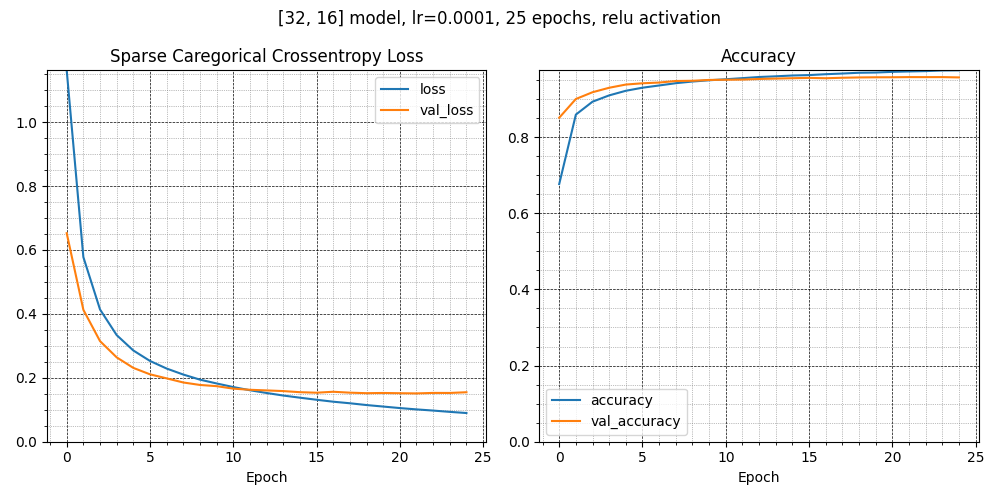 [32, 16] model, lr=0.0001, 25 epochs, relu activation
Sparse Caregorical Crossentropy Loss
loss
val_loss
1.0
0.8
0.6
0.4
0.2
0.0
0
5
10
15
20
25
Epoch
Accuracy
0.8
0.6
0.4
0.2
0.0
accuracy
val_accuracy
0
5
10
15
20
25
Epoch